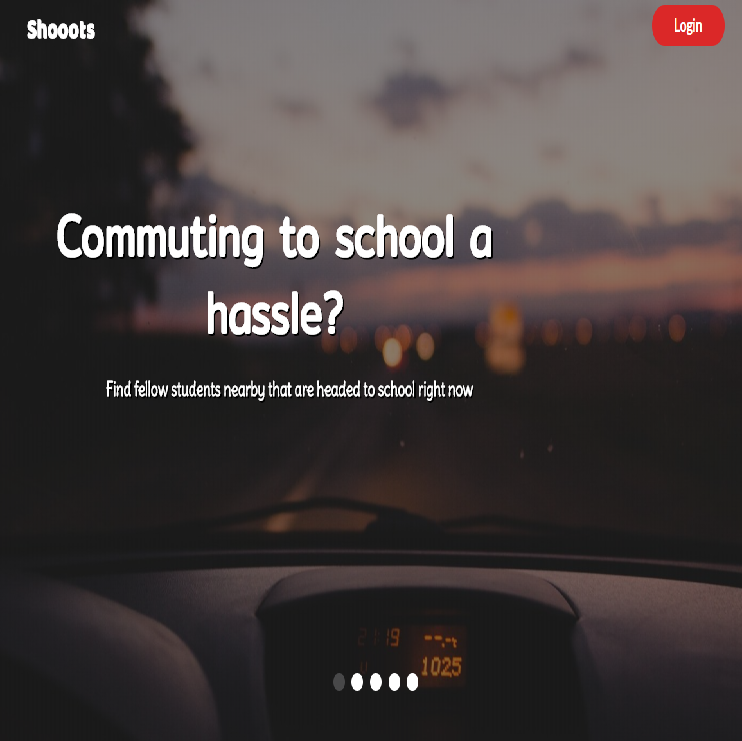 Shooots
Login
Commuting to school a
hassle?
Find fellow students nearby that are headed to school right now
2119
--.-t
1025